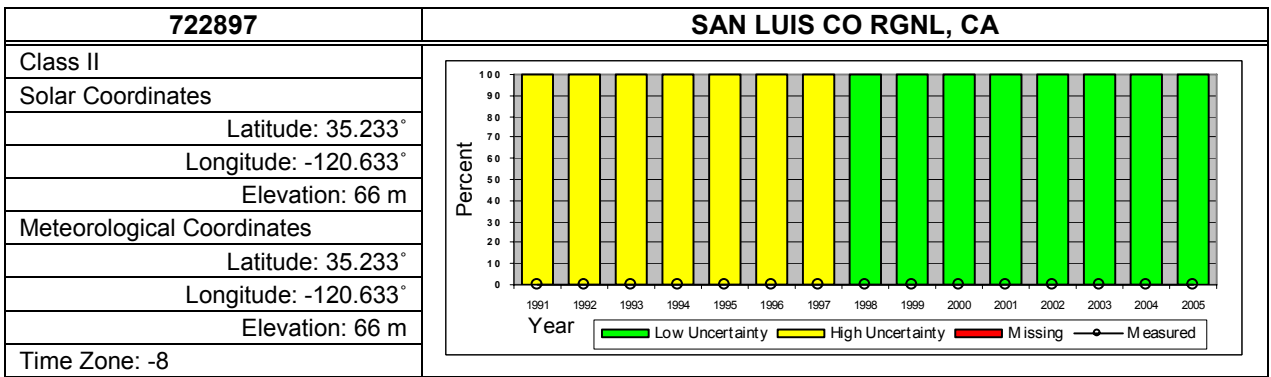 722897
SAN LUIS CO RGNL, CA
Class II
Solar Coordinates
Latitude: 35.233˚
Longitude: -120.633˚
Elevation: 66 m
Meteorological Coordinates
Latitude: 35.233˚
Longitude: -120.633˚
Elevation: 66 m
Time Zone: -8
Percent
100
90
80
70
60
50
40
30
20
10
0
1991 1992 1993 1994 1995 1996 1997 1998 1999 2000 2001 2002 2003 2004 2005
Year
Low Uncertainty High Uncertainty Missing Measured